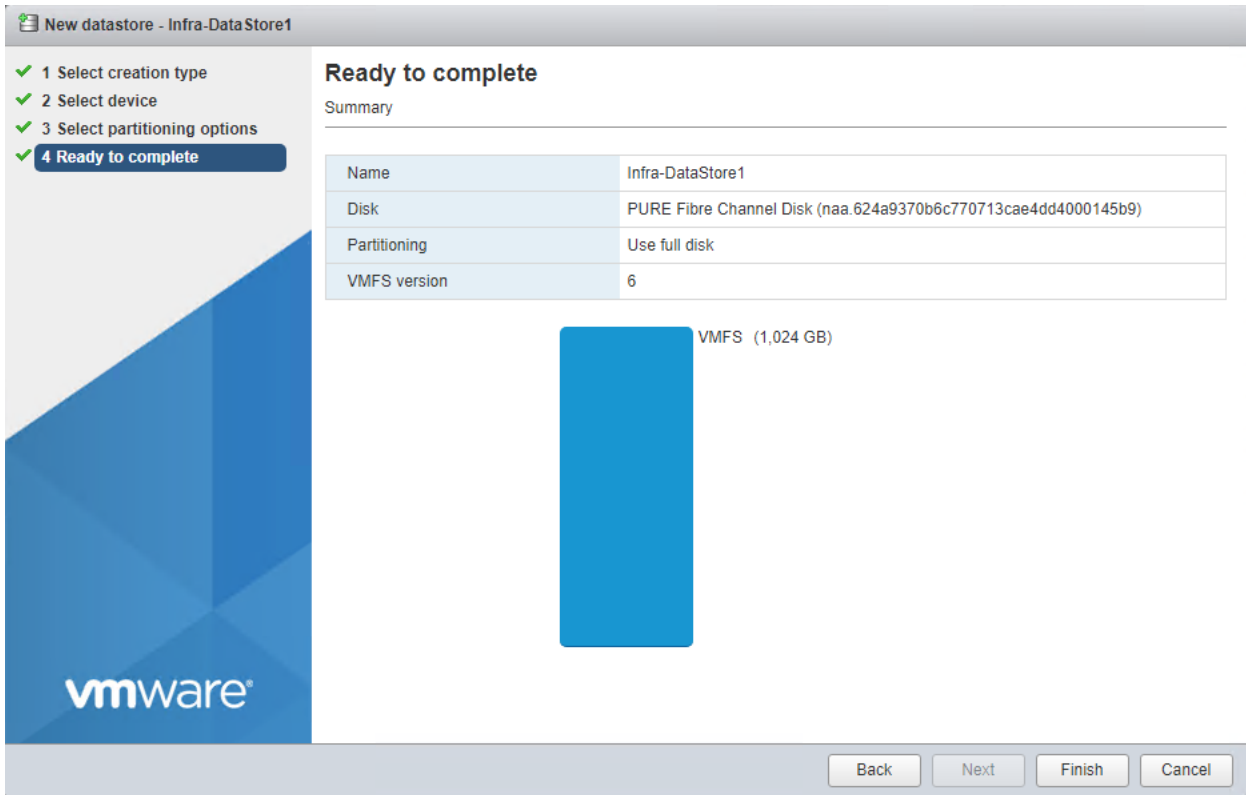 New datastore - Infra-DataStore1
1 Select creation type
2 Select device
3 Select partitioning options
4 Ready to complete
Ready to complete
Summary
Name Infra-DataStore1
Disk PURE Fibre Channel Disk (naa.624a9370b6c770713cae4dd4000145b9)
Partitioning Use full disk
VMFS version 6
VMFS (1,024 GB)
vmware®
Back Next Finish Cancel